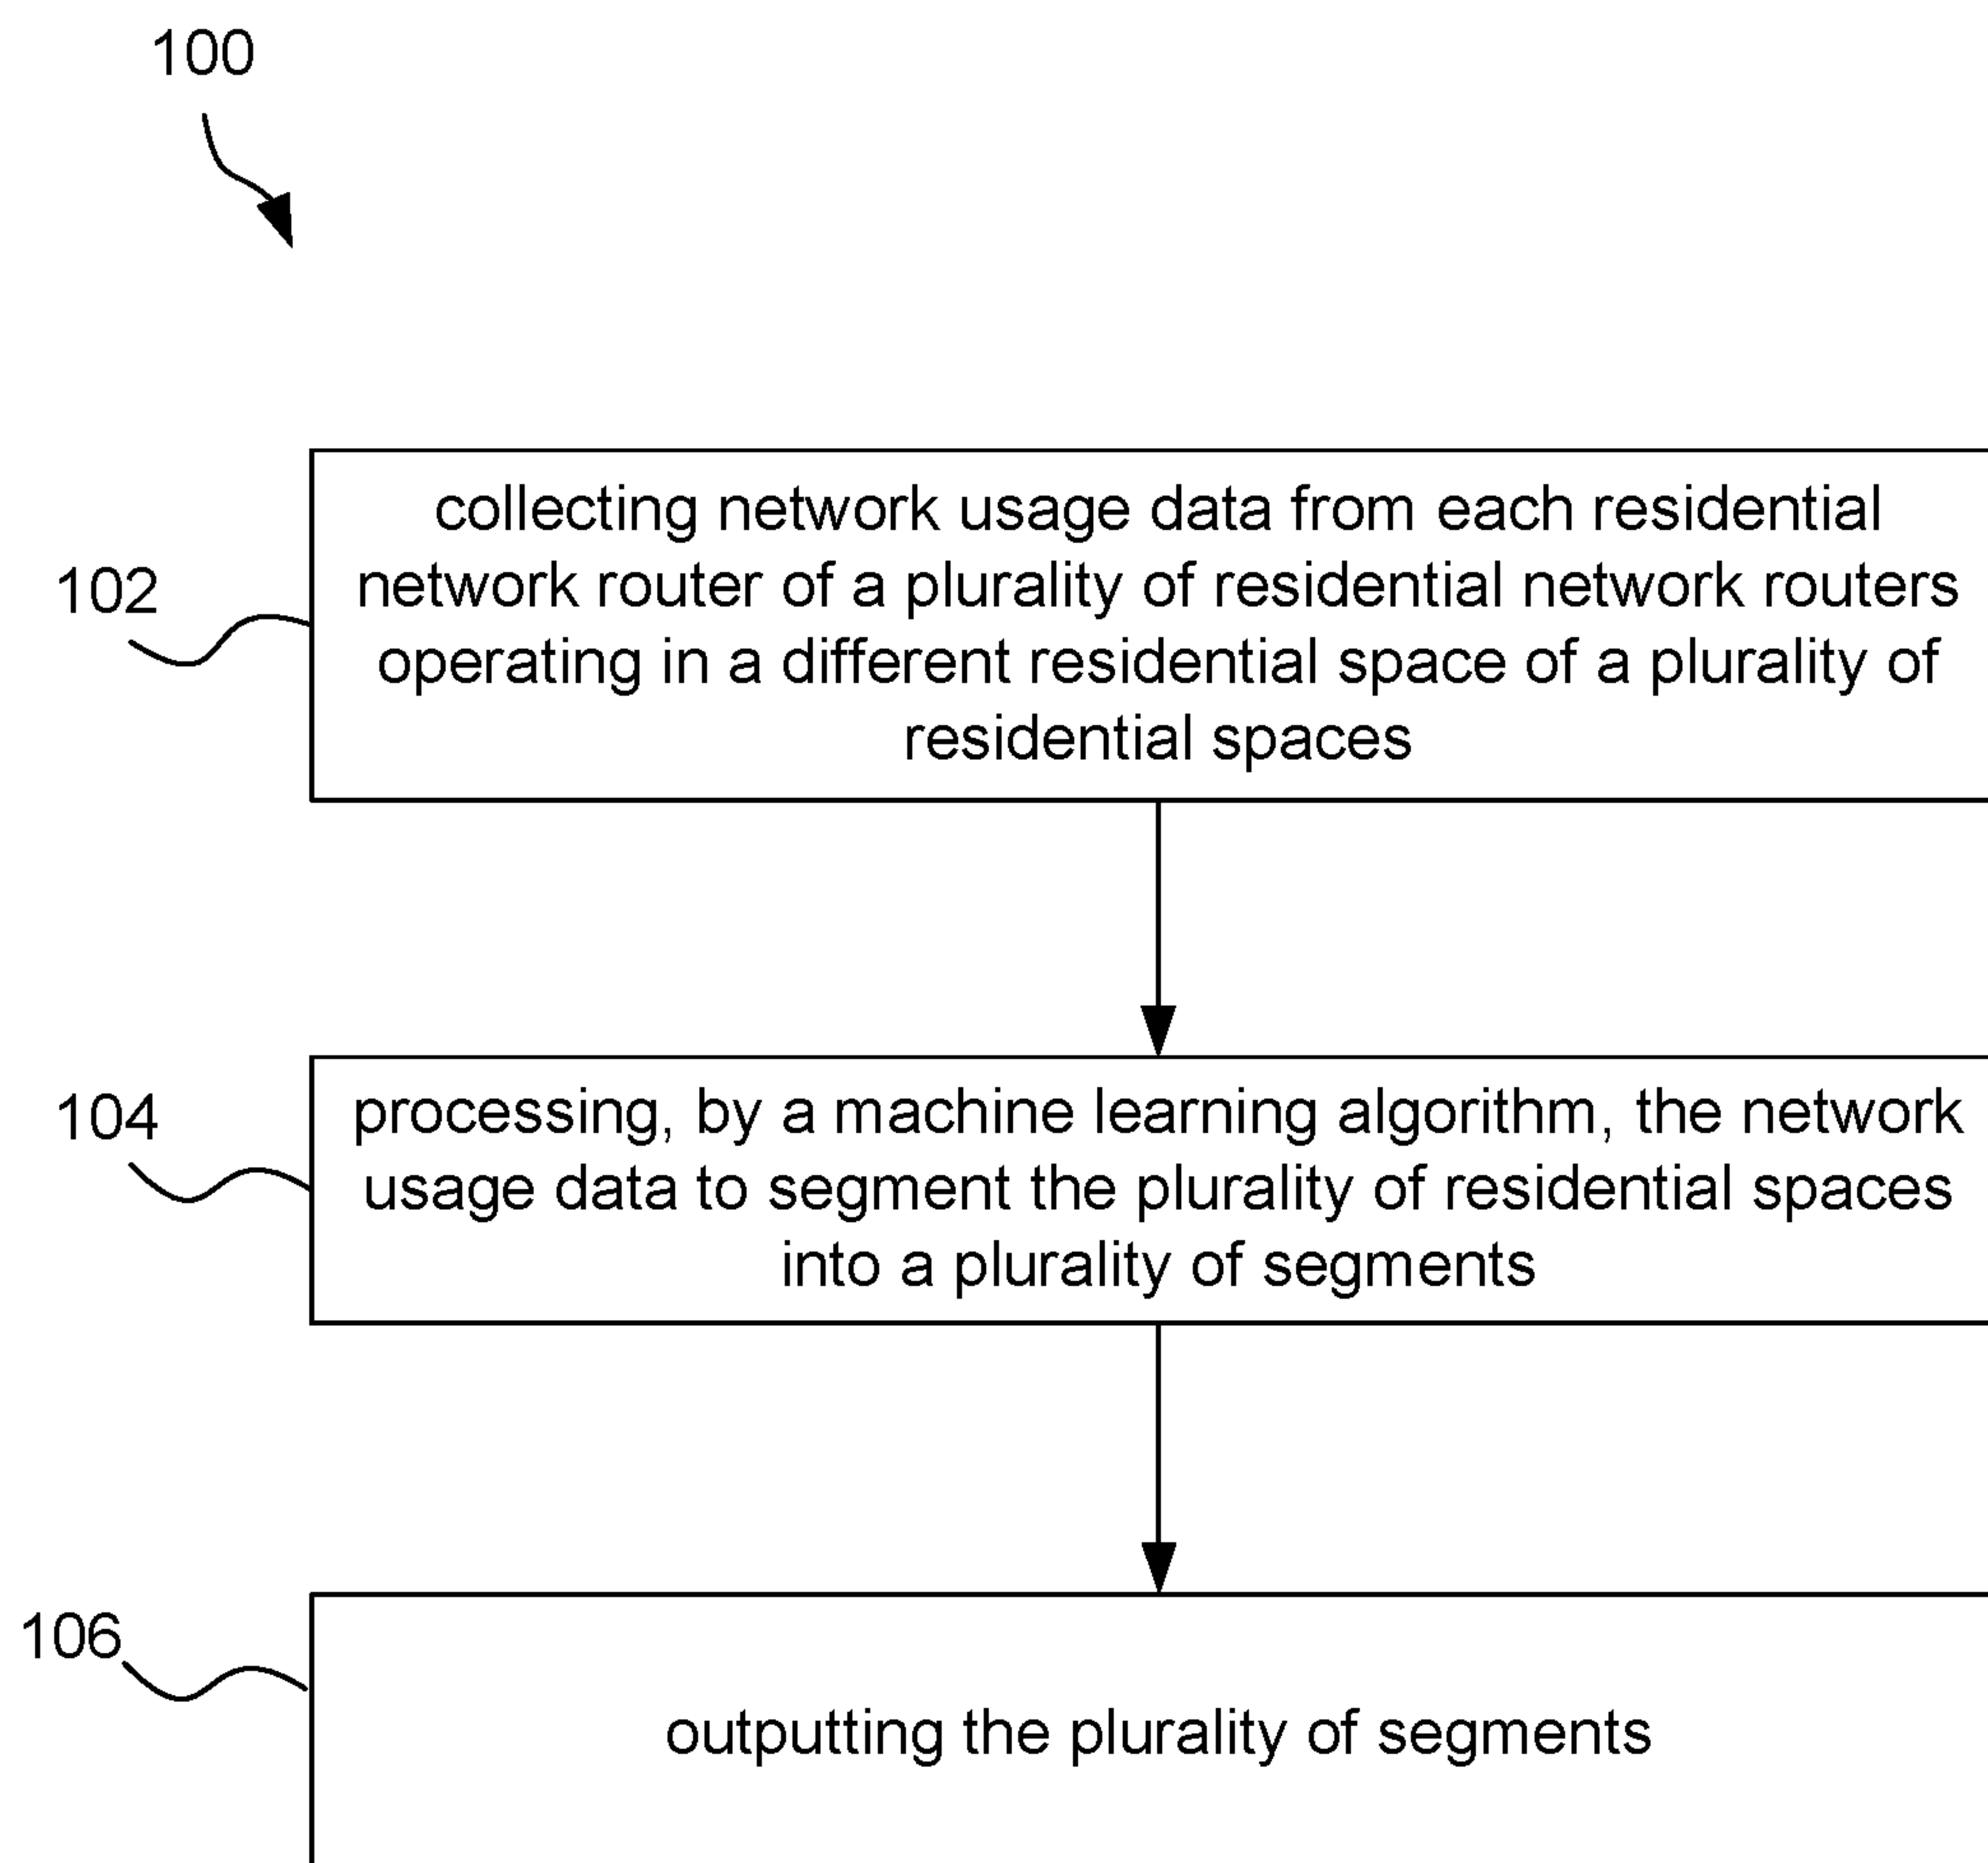 100
collecting network usage data from each residential
network router of a plurality of residential network routers
operating in a different residential space of a plurality of
residential spaces
102
processing, by a machine learning algorithm, the network
usage data to segment the plurality of residential spaces
into a plurality of segments
104
outputting the plurality of segments
106